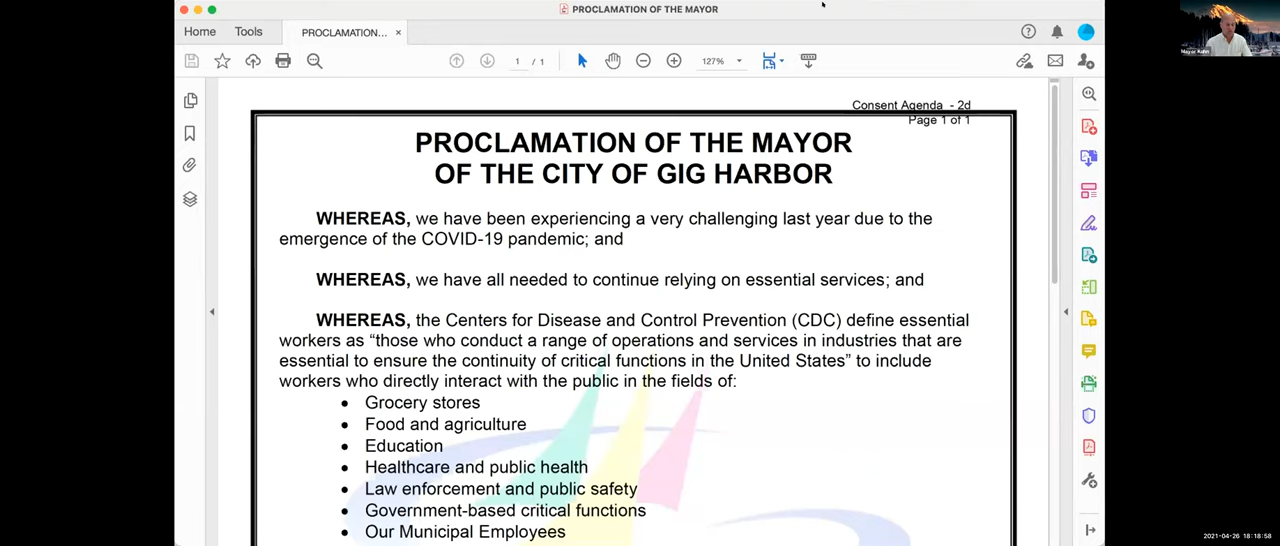 PROCLAMATION OF THE MAYOR
Home
Tools
PROCLAMATION...
×
1 / 1
127%
Mayor Kuhn
Consent Agenda - 2d
Page 1 of 1
PROCLAMATION OF THE MAYOR
OF THE CITY OF GIG HARBOR
WHEREAS, we have been experiencing a very challenging last year due to the
emergence of the COVID-19 pandemic; and
WHEREAS, we have all needed to continue relying on essential services; and
WHEREAS, the Centers for Disease and Control Prevention (CDC) define essential
workers as “those who conduct a range of operations and services in industries that are
essential to ensure the continuity of critical functions in the United States” to include
workers who directly interact with the public in the fields of:
• Grocery stores
• Food and agriculture
• Education
• Healthcare and public health
• Law enforcement and public safety
• Government-based critical functions
• Our Municipal Employees
2021-04-26 18:18:58